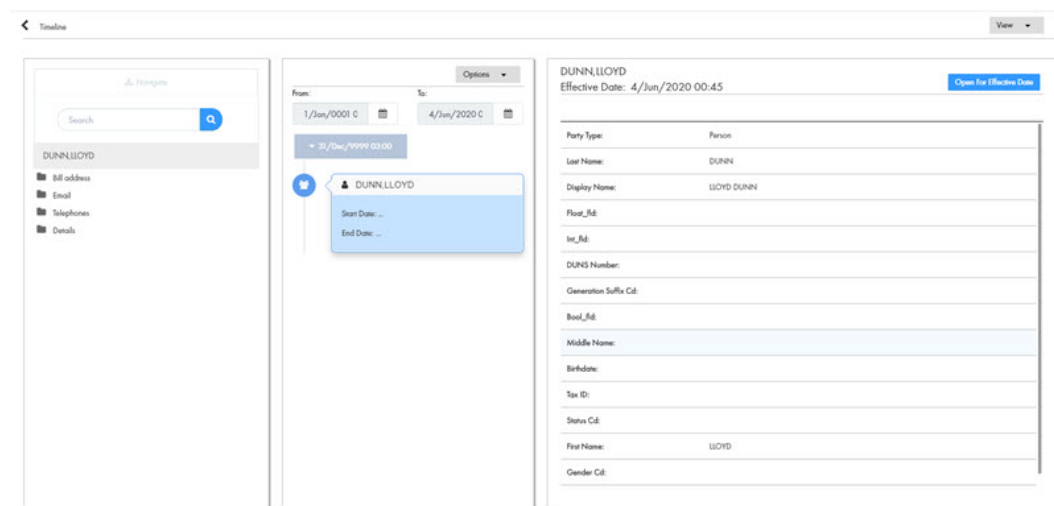 Timeline
View
Navigate
Search
DUNN,LLOYD
Bill address
Email
Telephones
Details
Options
From:
To:
1/Jan/0001 0
4/Jun/2020 0
31/Dec/9999 03:00
DUNN,LLOYD
Start Date: ...
End Date: ...
DUNN,LLOYD
Effective Date: 4/Jun/2020 00:45
Open For Effective Date
Party Type: Person
Last Name: DUNN
Display Name: LLOYD DUNN
Float_fld:
Int_fld:
DUNS Number:
Generation Suffix Cd:
Bool_fld:
Middle Name:
Birthdate:
Tax ID:
Status Cd:
First Name: LLOYD
Gender Cd: